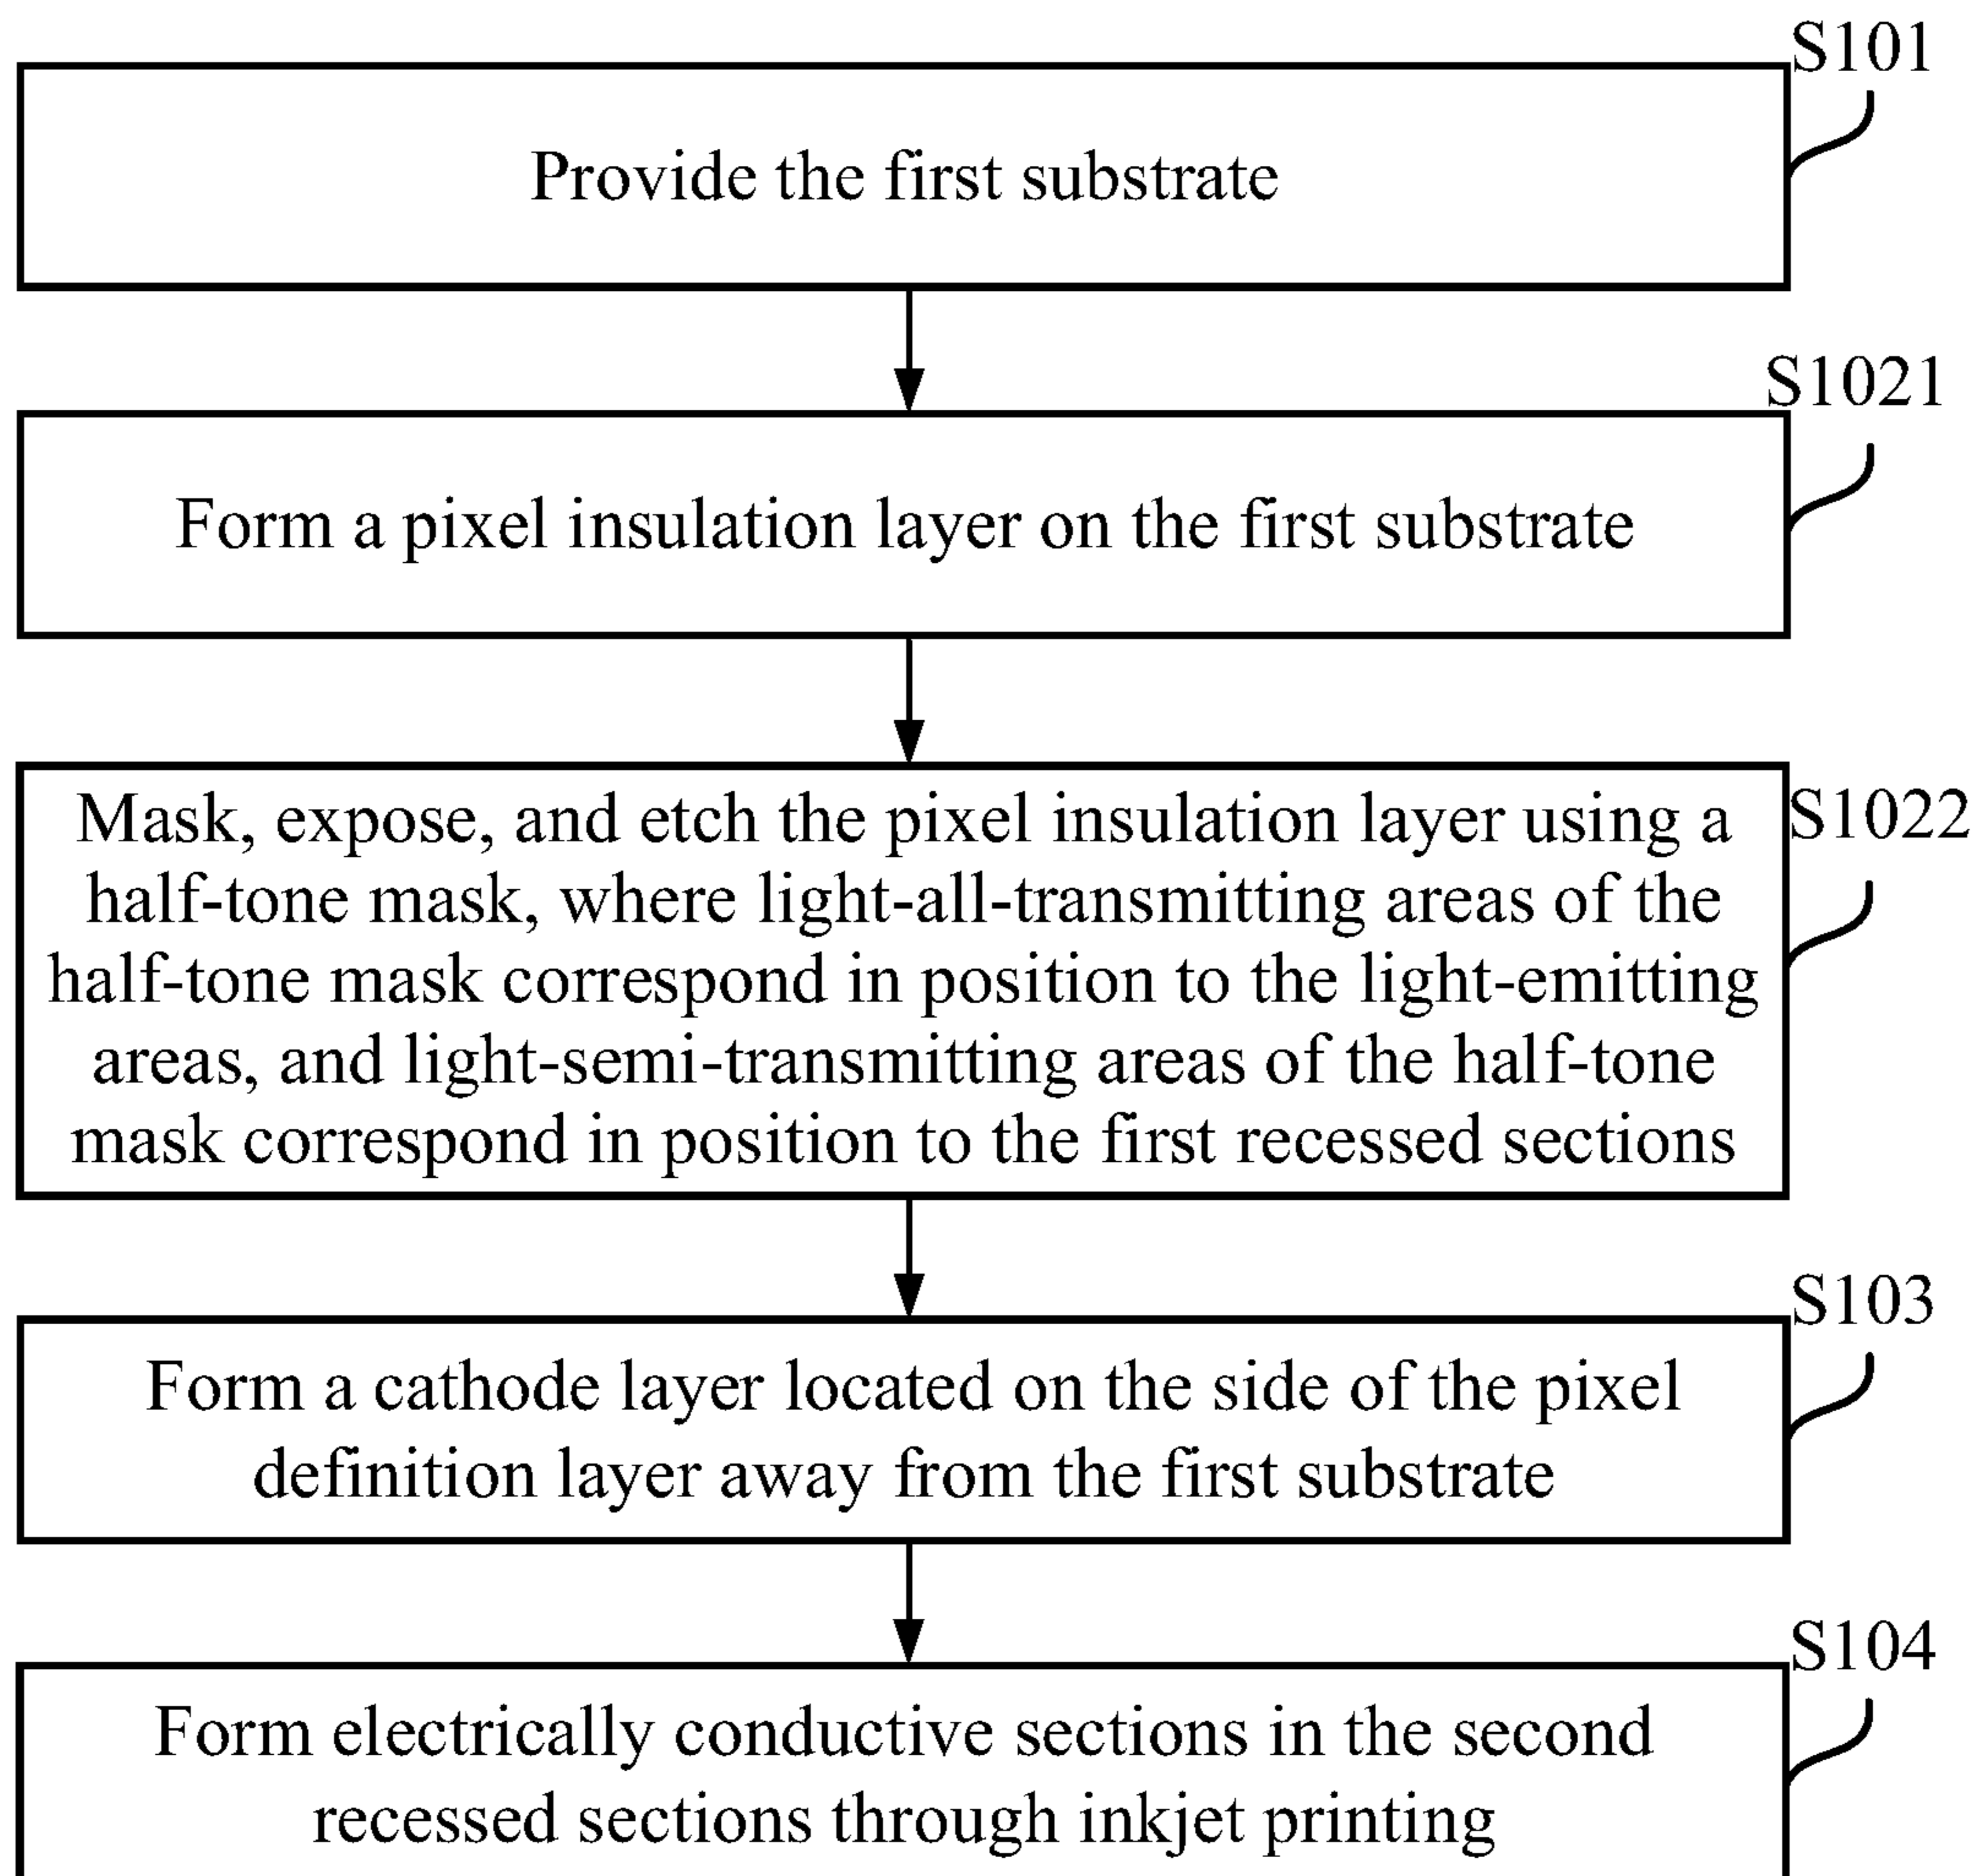 S101
Provide the first substrate
S1021
Form a pixel insulation layer on the first substrate
S1022
Mask, expose, and etch the pixel insulation layer using a
half-tone mask, where light-all-transmitting areas of the
half-tone mask correspond in position to the light-emitting
areas, and light-semi-transmitting areas of the half-tone
mask correspond in position to the first recessed sections
S103
Form a cathode layer located on the side of the pixel
definition layer away from the first substrate
S104
Form electrically conductive sections in the second
recessed sections through inkjet printing